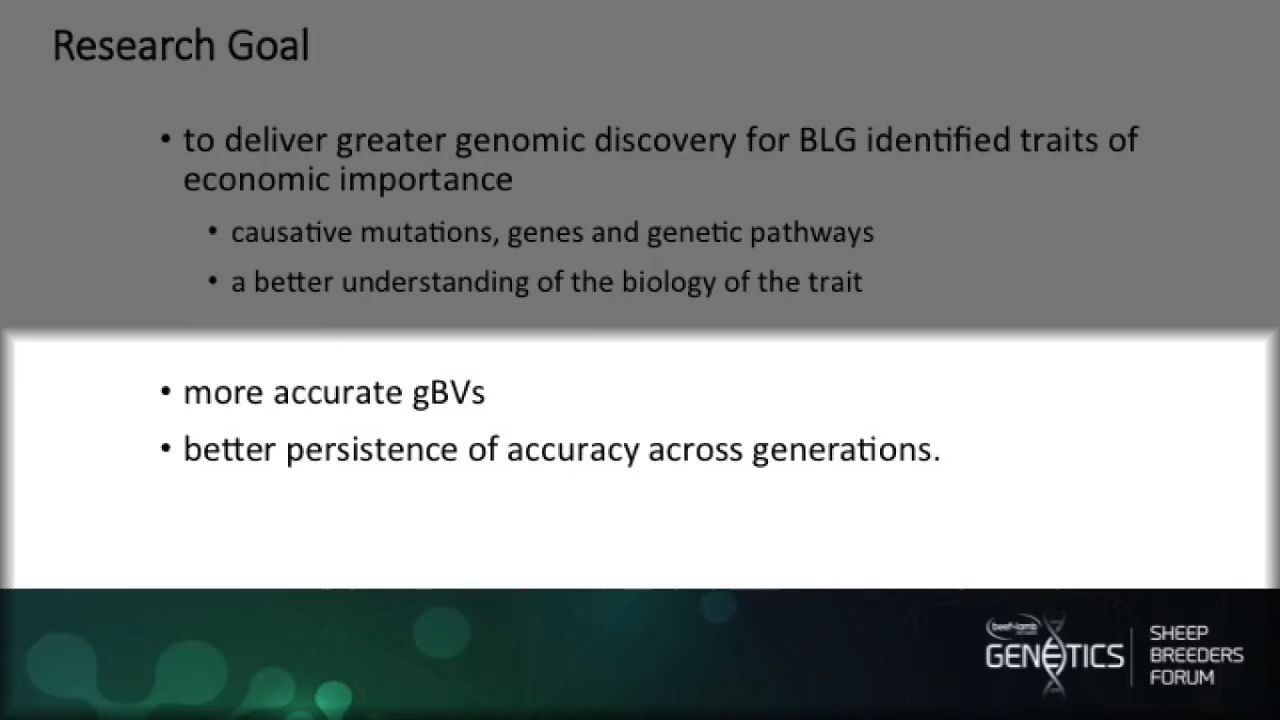 Research Goal
• to deliver greater genomic discovery for BLG identified traits of
economic importance
• causative mutations, genes and genetic pathways
• a better understanding of the biology of the trait
• more accurate gBVs
• better persistence of accuracy across generations.
beef+lamb
GENETICS
SHEEP
BREEDERS
FORUM